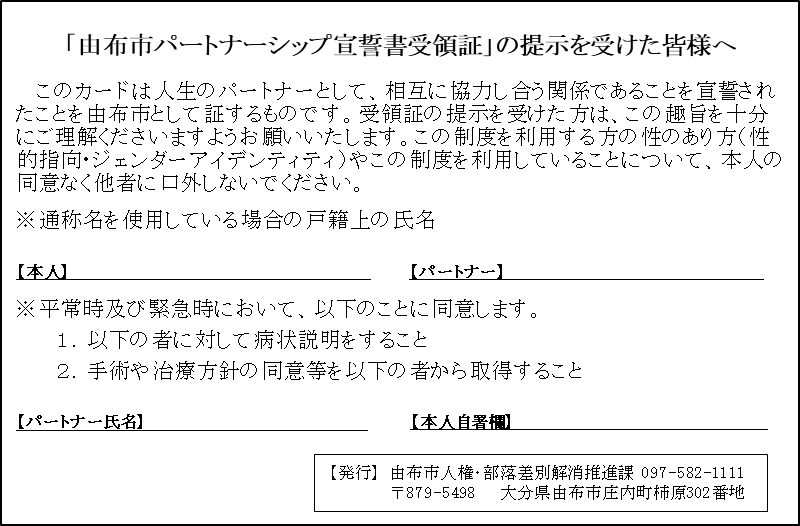 「由布市パートナーシップ宣誓書受領証」の提示を受けた皆様へ
このカードは人生のパートナーとして、相互に協力し合う関係であることを宣誓され
たことを由布市として証するものです。受領証の提示を受けた方は、この趣旨を十分
にご理解くださいますようお願いいたします。この制度を利用する方の性のあり方(性
的指向・ジェンダーアイデンティティ)やこの制度を利用していることについて、本人の
同意なく他者に口外しないでください。
※通称名を使用している場合の戸籍上の氏名
【本人】 【パートナー】
※平常時及び緊急時において、以下のことに同意します。
1. 以下の者に対して病状説明をすること
2. 手術や治療方針の同意等を以下の者から取得すること
【パートナー氏名】 【本人自署欄】
【発行】 由布市人権・部落差別解消推進課 097-582-1111
〒879-5498 大分県由布市庄内町柿原302番地